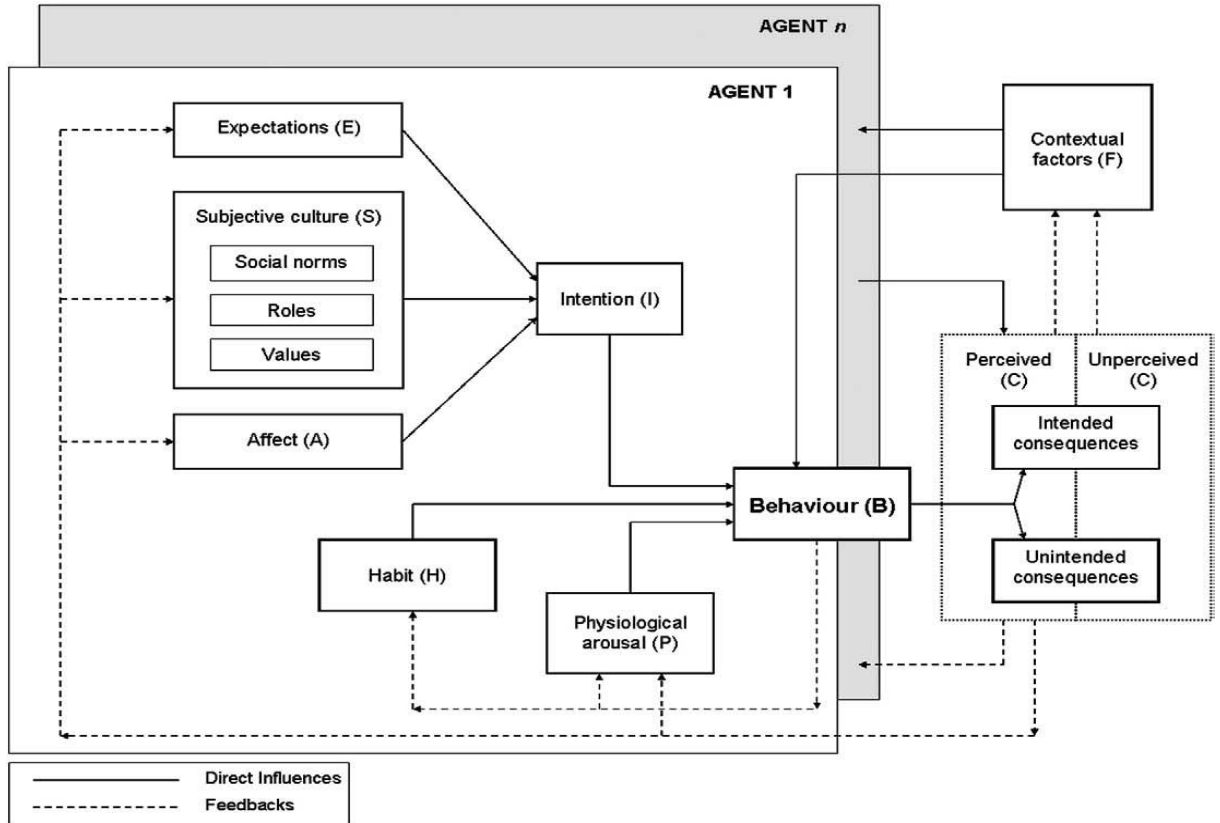 AGENT n
AGENT 1
Expectations (E)
Contextual
factors (F)
Subjective culture (S)
Social norms
Roles
Values
Intention (I)
Perceived
(C)
Unperceived
(C)
Affect (A)
Intended
consequences
Behaviour (B)
Unintended
consequences
Habit (H)
Physiological
arousal (P)
Direct Influences
Feedbacks